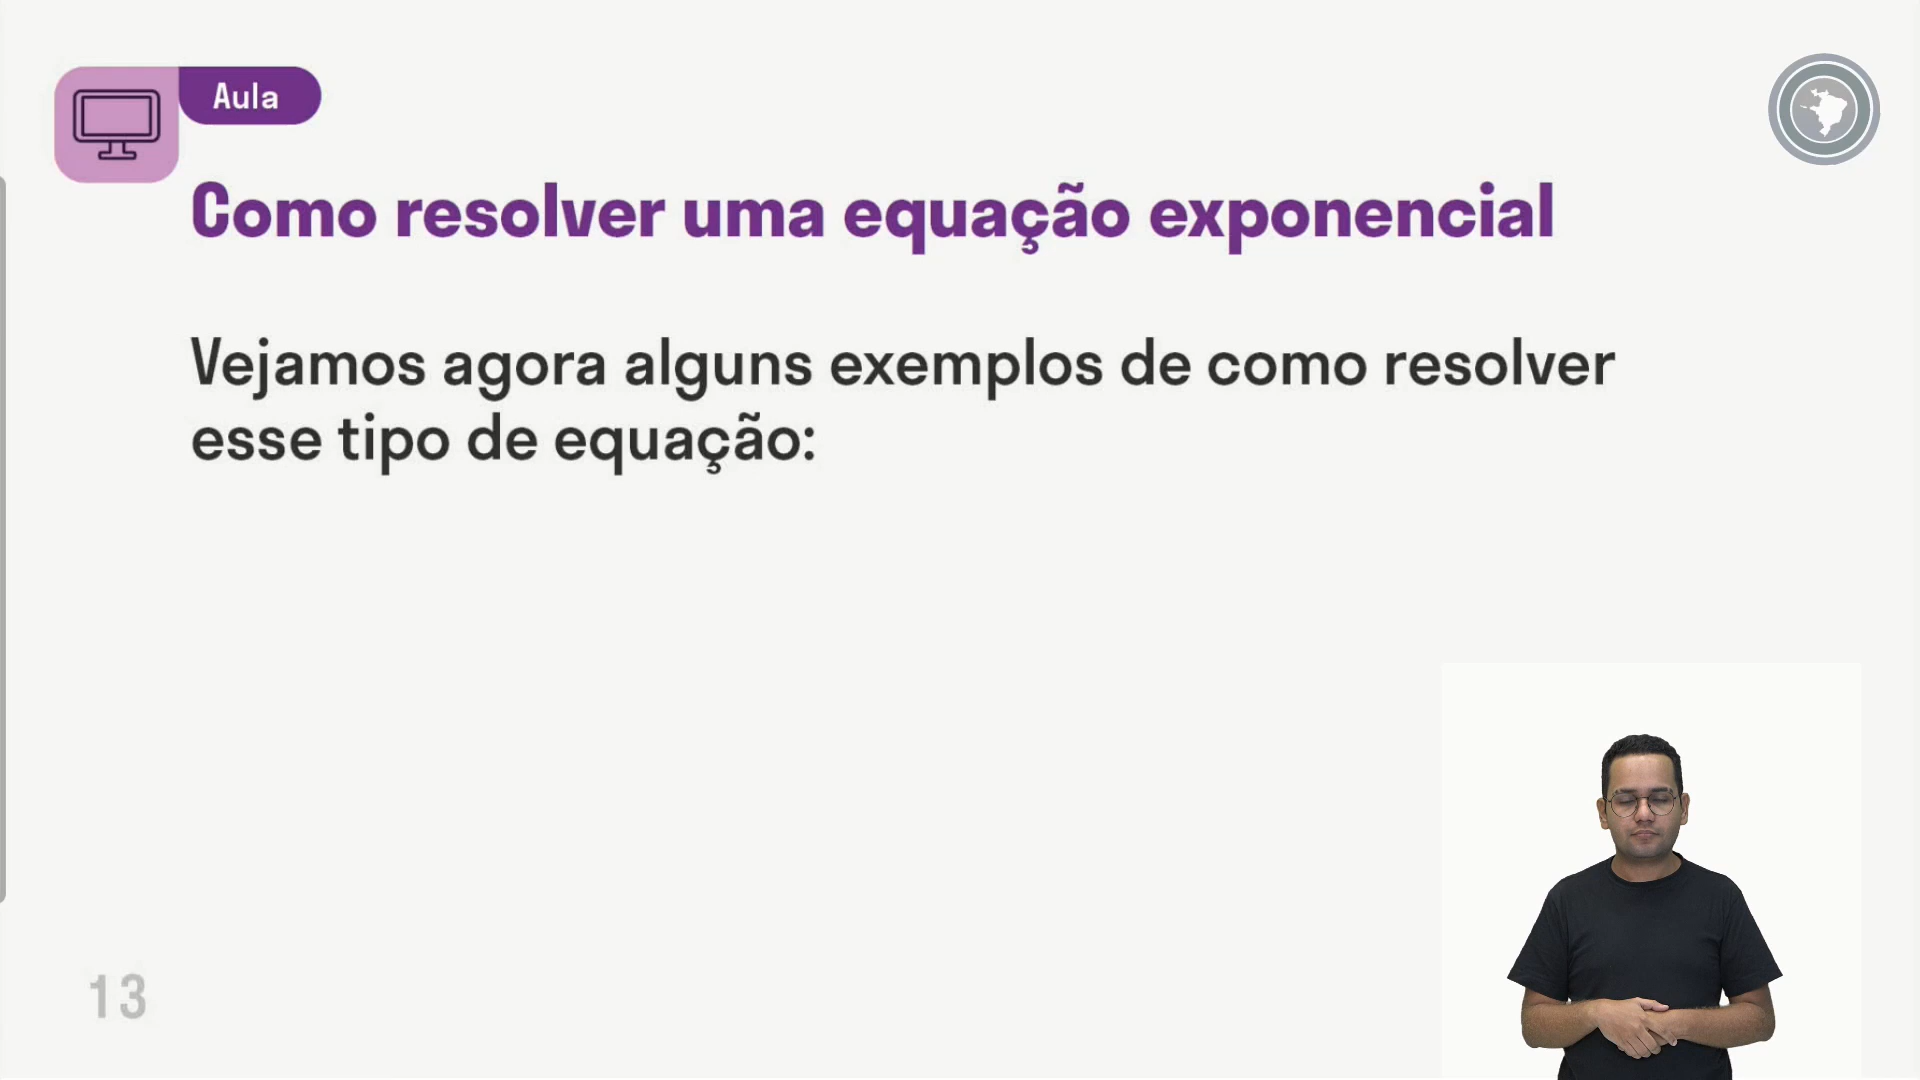 Aula
Como resolver uma equação exponencial
Vejamos agora alguns exemplos de como resolver
esse tipo de equação:
13